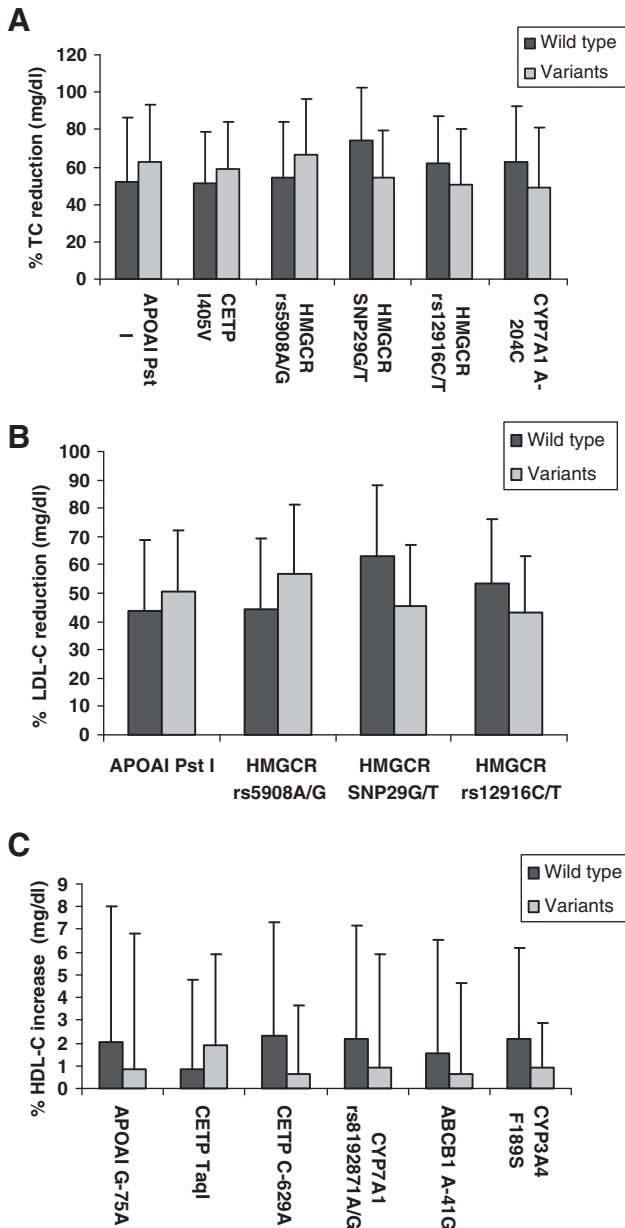 A
% TC reduction (mg/dl)
120
100
80
60
40
20
0
Wild type
Variants
APOAI Pst
I
CETP
I405V
HMGCR
rs5908A/G
HMGCR
SNP29G/T
HMGCR
rs12916C/T
CYP7A1 A-
204C
B
% LDL-C reduction (mg/dl)
100
90
80
70
60
50
40
30
20
10
0
Wild type
Variants
APOAI Pst I
HMGCR
rs5908A/G
HMGCR
SNP29G/T
HMGCR
rs12916C/T
C
% HDL-C increase (mg/dl)
9
8
7
6
5
4
3
2
1
0
Wild type
Variants
APOAI G-75A
CETP TaqI
CETP C-629A
CYP7A1
rs8192871A/G
ABCB1 A-41G
CYP3A4
F189S